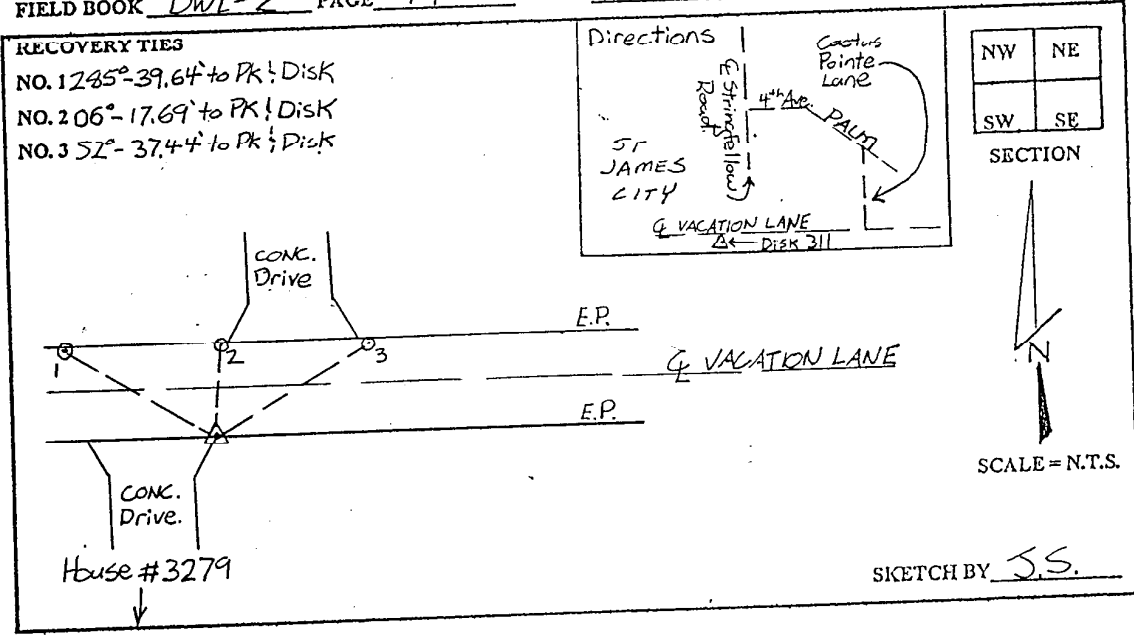 FIELD BOOK DWL-2 PAGE
RECOVERY TIES
NO. 1 285°-39.64' to PK & Disk
NO. 2 06°-17.69' to PK & Disk
NO. 3 52°-37.44' to PK & Disk
Directions
℄ Stringfellow
Road
4th Ave.
PALM
Pointe
Lane
ST
JAMES
CITY
℄ VACATION LANE
△ ← Disk 311
NW NE
SW SE
SECTION
CONC.
Drive
E.P.
1
2
3
℄ VACATION LANE
E.P.
N
SCALE = N.T.S.
CONC.
Drive.
House #3279
SKETCH BY J.S.